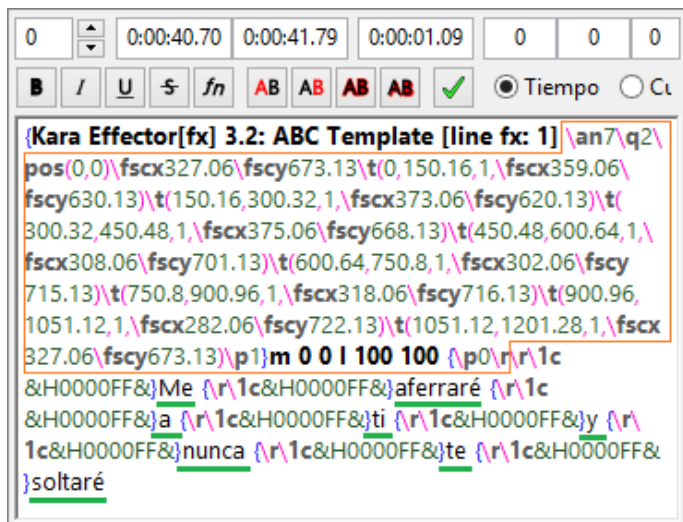 0 0:00:40.70 0:00:41.79 0:00:01.09 0 0 0
B I U S fn AB AB AB AB Tiempo Cu
{Kara Effector[fx] 3.2: ABC Template [line fx: 1] \an7\q2\
pos(0,0)\fscx327.06\fscy673.13\t(0,150.16,1,\fscx359.06\
fscy630.13)\t(150.16,300.32,1,\fscx373.06\fscy620.13)\t(
300.32,450.48,1,\fscx375.06\fscy668.13)\t(450.48,600.64,1,\
fscx308.06\fscy701.13)\t(600.64,750.8,1,\fscx302.06\fscy
715.13)\t(750.8,900.96,1,\fscx318.06\fscy716.13)\t(900.96,
1051.12,1,\fscx282.06\fscy722.13)\t(1051.12,1201.28,1,\fscx
327.06\fscy673.13)\p1}m 0 0 l 100 100 {\p0\r\r\1c
&H0000FF&}Me {\r\1c&H0000FF&}aferraré {\r\1c
&H0000FF&}a {\r\1c&H0000FF&}ti {\r\1c&H0000FF&}y {\r\
1c&H0000FF&}nunca {\r\1c&H0000FF&}te {\r\1c&H0000FF&
}soltaré